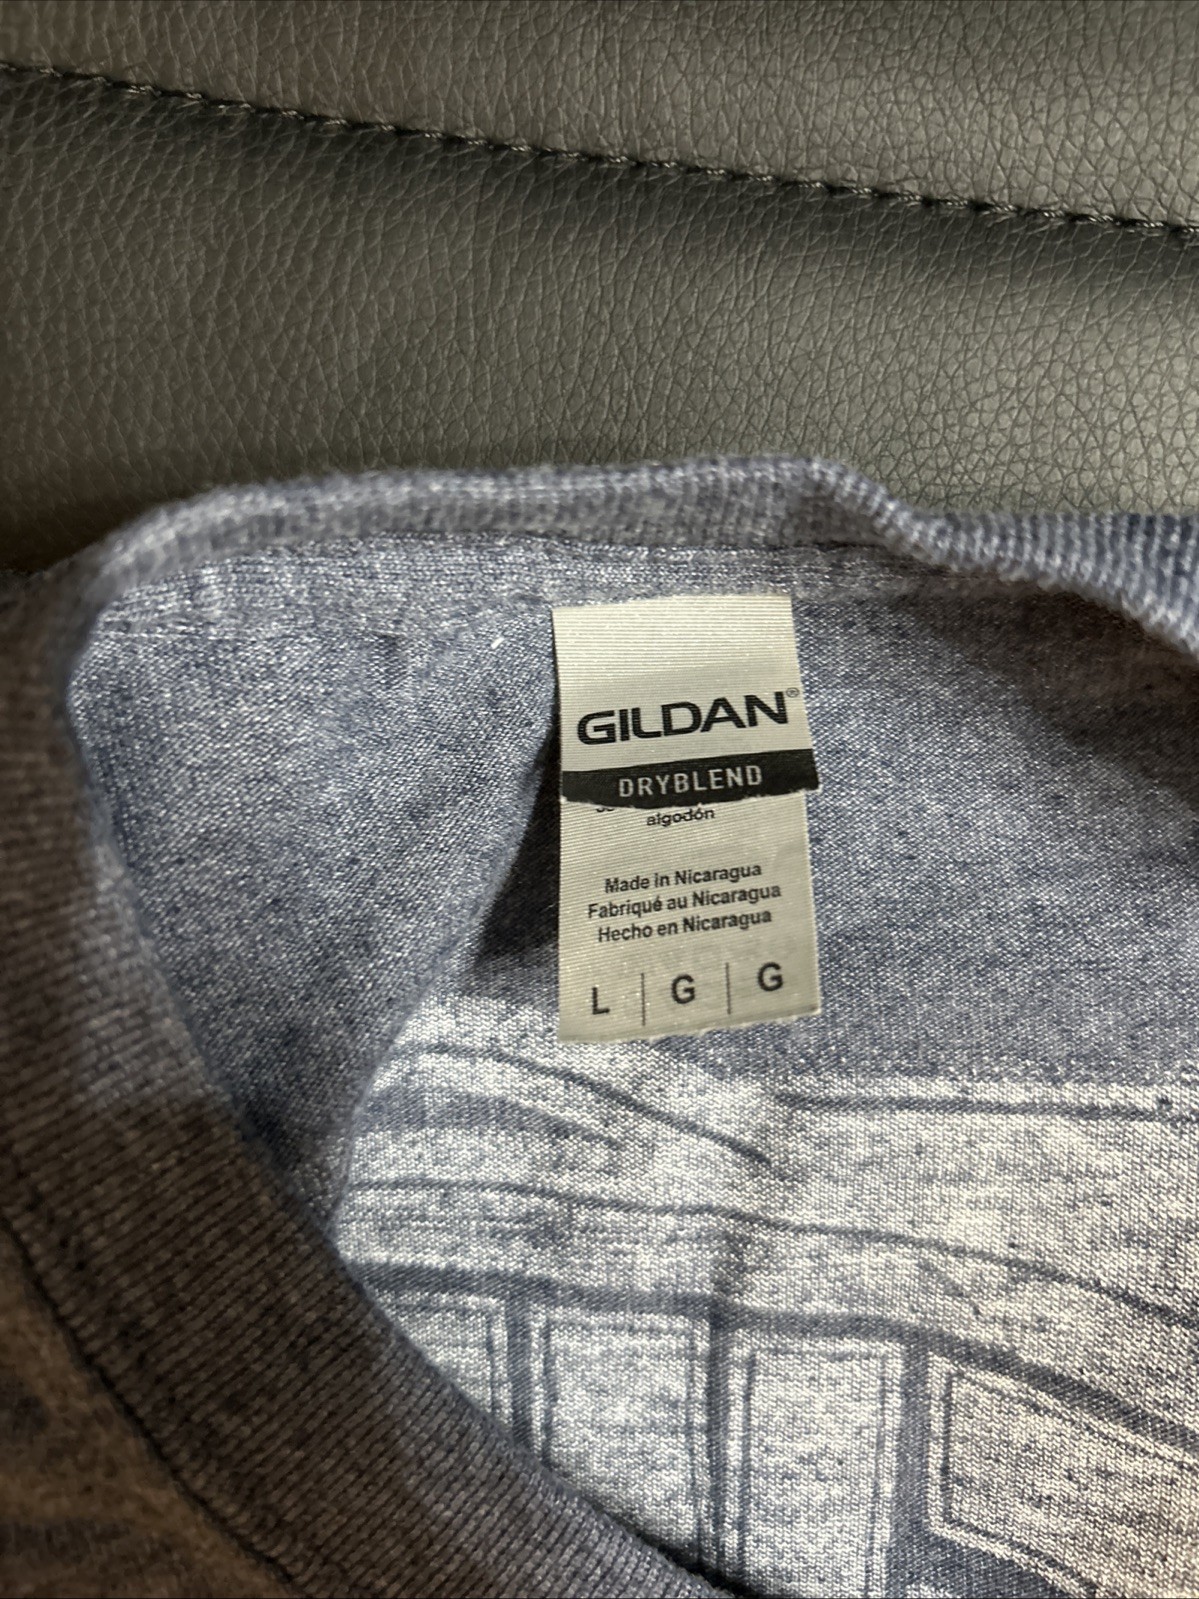 GILDAN®
DRYBLEND
algodón
Made in Nicaragua
Fabriqué au Nicaragua
Hecho en Nicaragua
L | G | G